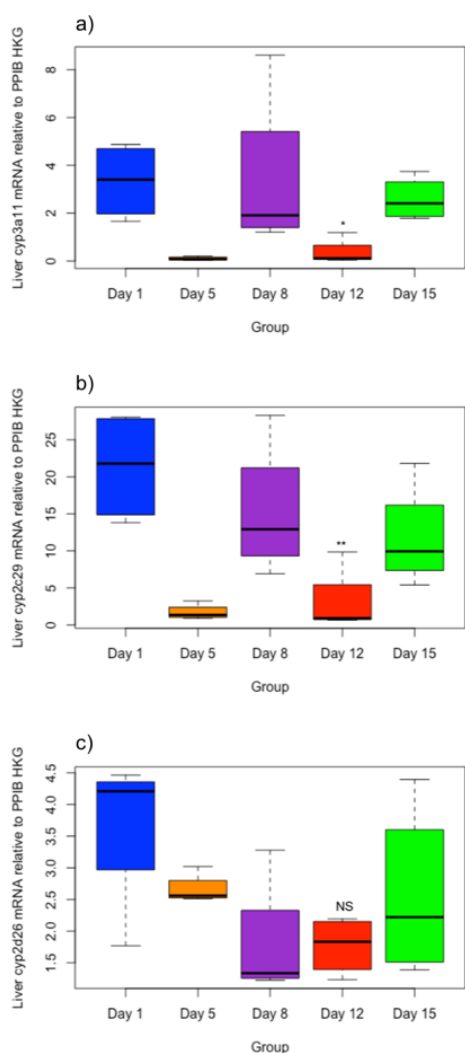 a)
Liver cyp3a11 mRNA relative to PPIB HKG
8
6
4
2
0
*
Day 1 Day 5 Day 8 Day 12 Day 15
Group
b)
Liver cyp2c29 mRNA relative to PPIB HKG
25
20
15
10
5
0
**
Day 1 Day 5 Day 8 Day 12 Day 15
Group
c)
Liver cyp2d26 mRNA relative to PPIB HKG
4.5
3.5
3.0
2.5
2.0
1.5
NS
Day 1 Day 5 Day 8 Day 12 Day 15
Group